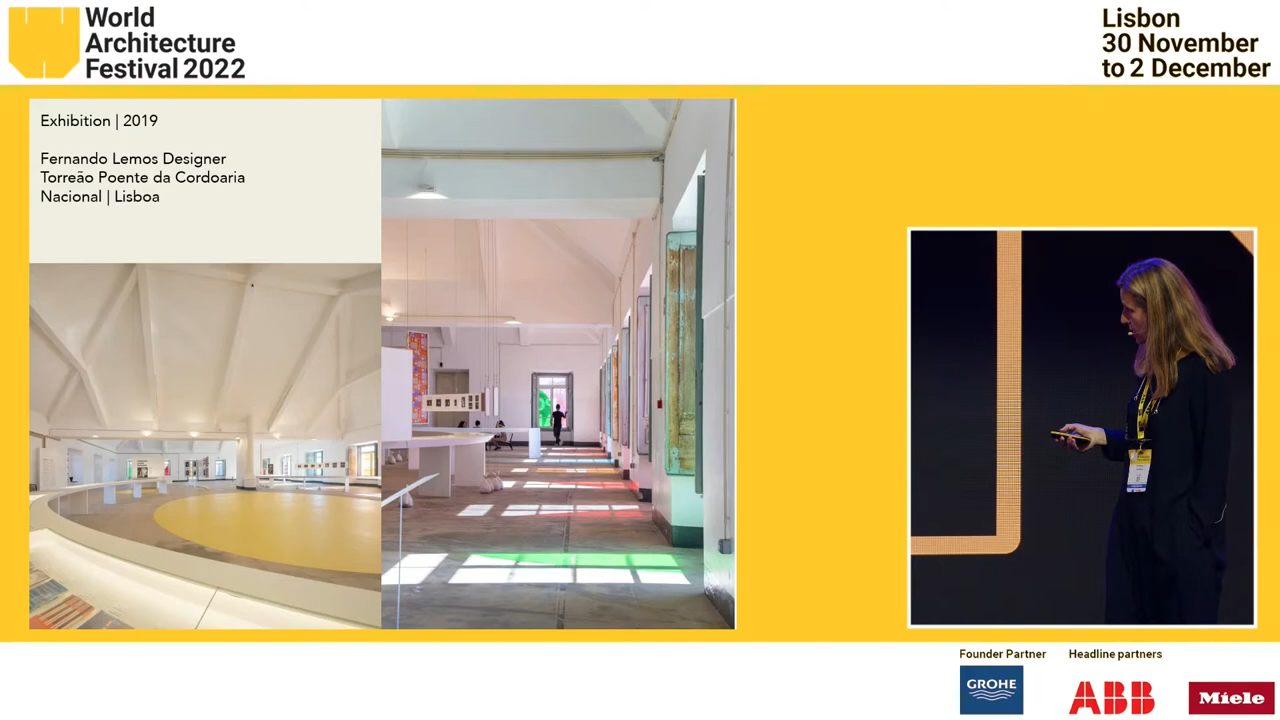 World
Architecture
Festival 2022
Lisbon
30 November
to 2 December
Exhibition | 2019
Fernando Lemos Designer
Torreão Poente da Cordoaria
Nacional | Lisboa
Founder Partner
Headline partners
GROHE
ABB
Miele